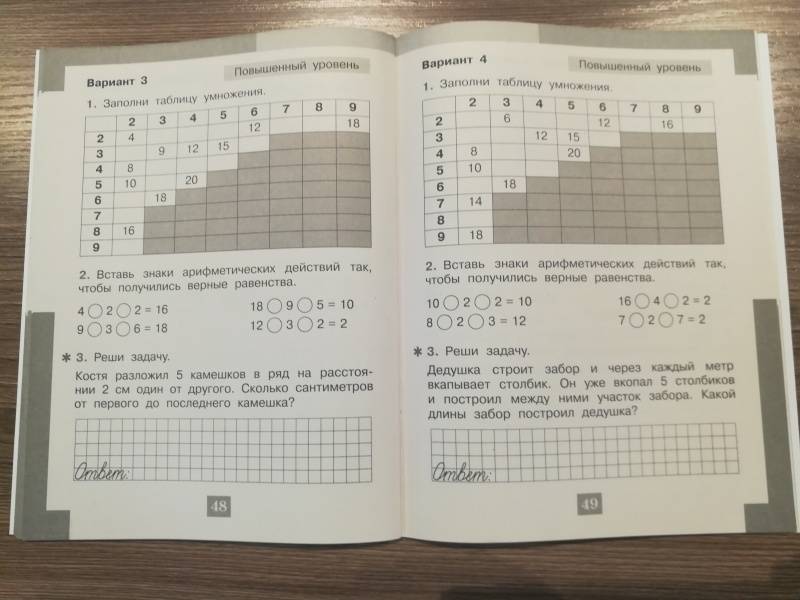 Вариант 3
Повышенный уровень
1. Заполни таблицу умножения.
2 3 4 5 6 7 8 9
2 4 12 18
3 9 12 15
4 8
5 10 20
6 18
7
8 16
9
2. Вставь знаки арифметических действий так,
чтобы получились верные равенства.
4 2 2 = 16 18 9 5 = 10
9 3 6 = 18 12 3 2 = 2
* 3. Реши задачу.
Костя разложил 5 камешков в ряд на расстоя-
нии 2 см один от другого. Сколько сантиметров
от первого до последнего камешка?
Ответ:
48
Вариант 4
Повышенный уровень
1. Заполни таблицу умножения.
2 3 4 5 6 7 8 9
2 6 12 16
3 12 15
4 8 20
5 10
6 18
7 14
8
9 18
2. Вставь знаки арифметических действий так,
чтобы получились верные равенства.
10 2 2 = 10 16 4 2 = 2
8 2 3 = 12 7 2 7 = 2
* 3. Реши задачу.
Дедушка строит забор и через каждый метр
вкапывает столбик. Он уже вкопал 5 столбиков
и построил между ними участок забора. Какой
длины забор построил дедушка?
Ответ:
49